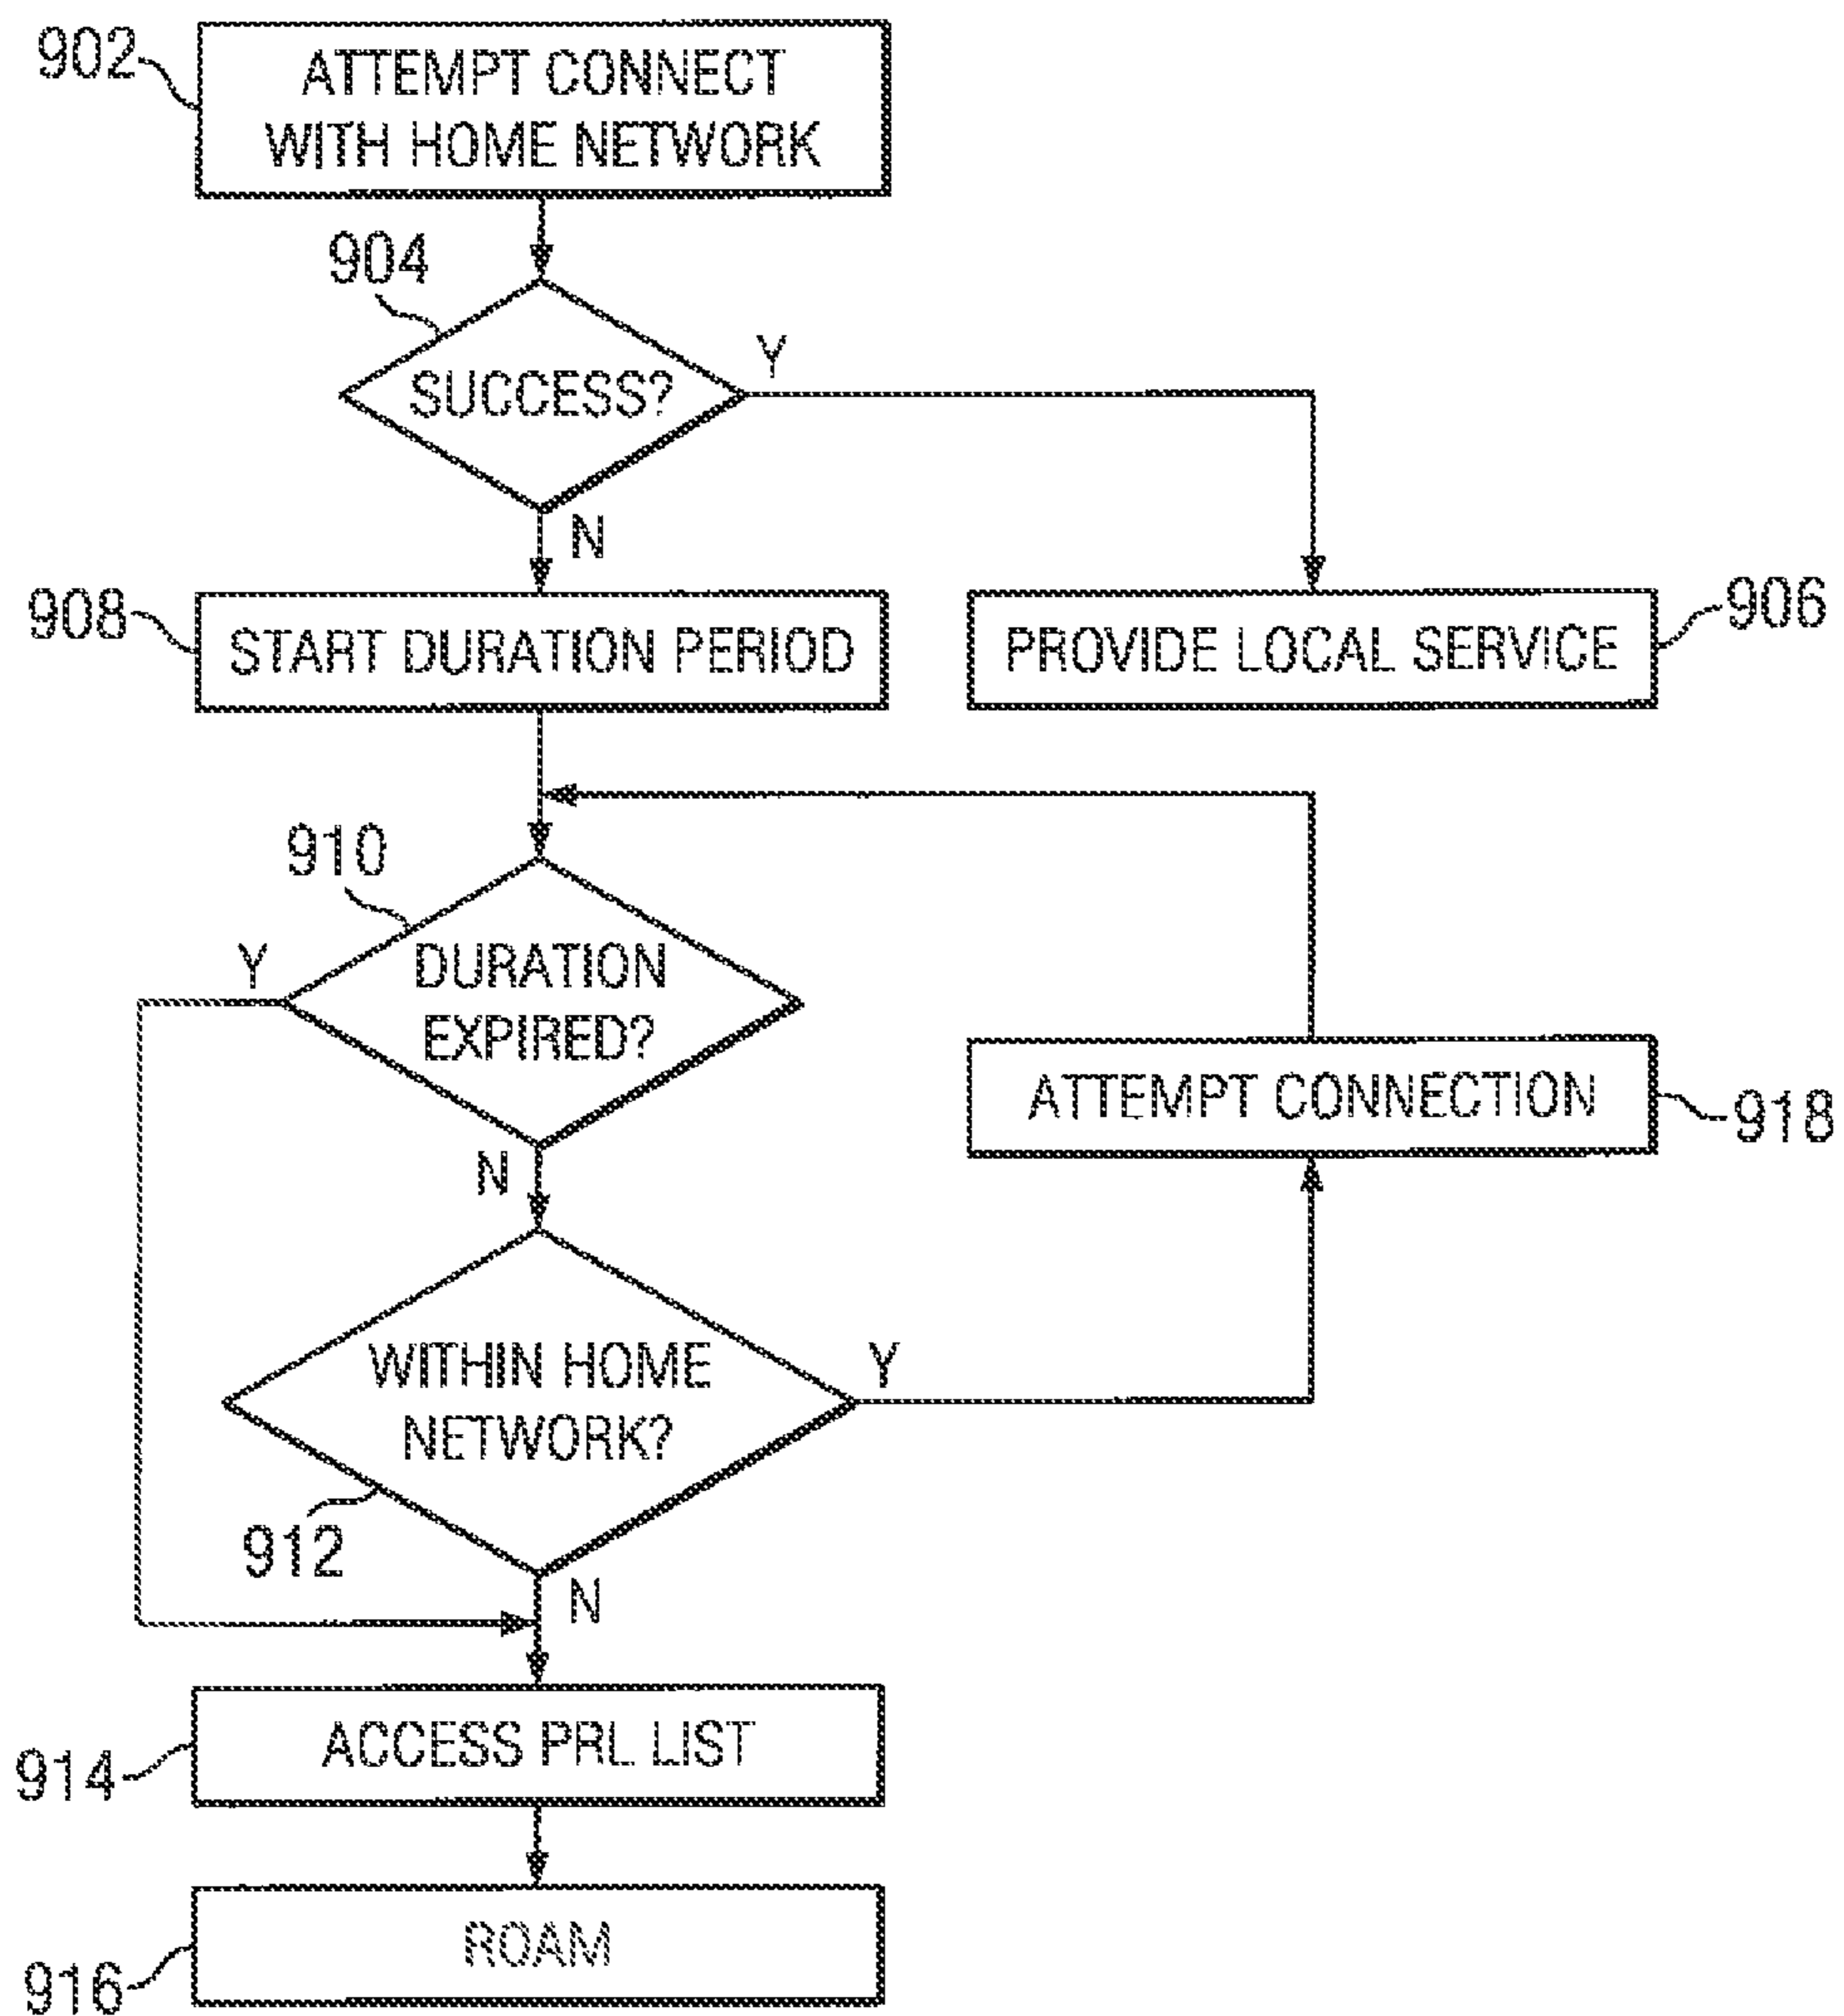 902
ATTEMPT CONNECT
WITH HOME NETWORK
904
SUCCESS?
Y
N
908
START DURATION PERIOD
PROVIDE LOCAL SERVICE
906
910
Y
DURATION
EXPIRED?
N
ATTEMPT CONNECTION
918
WITHIN HOME
NETWORK?
Y
912
N
914
ACCESS PRL LIST
916
ROAM